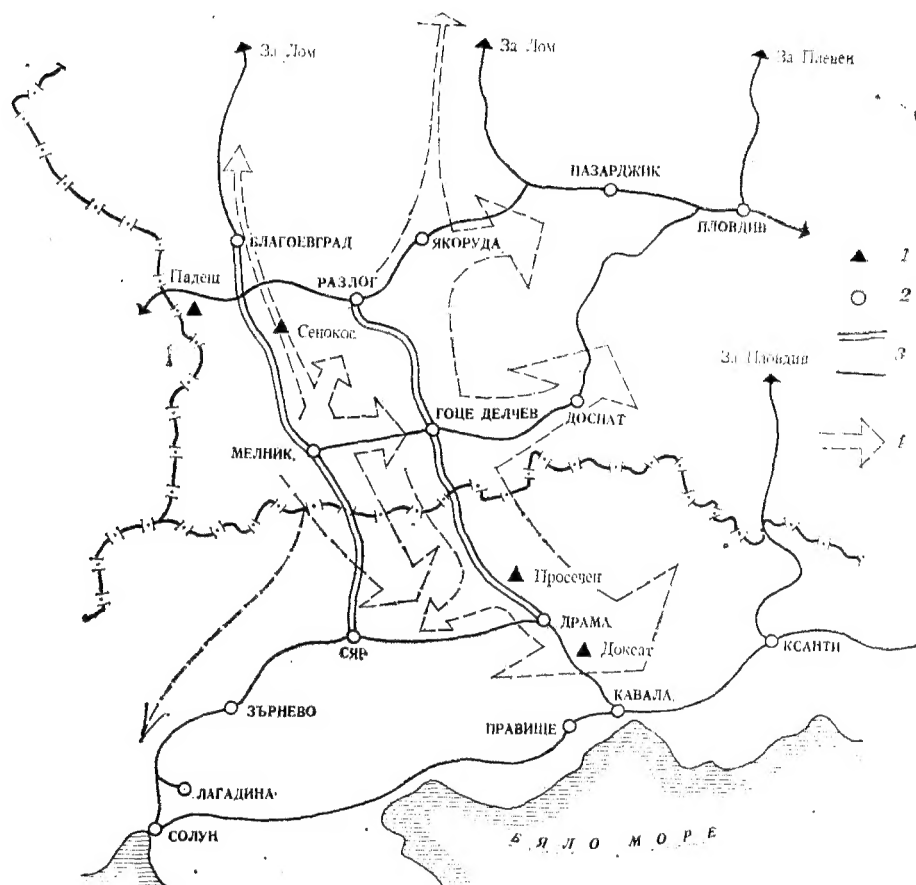 За Лом
За Лом
За Плевен
ПАЗАРДЖИК
ПЛОВДИВ
БЛАГОЕВГРАД
ЯКОРУДА
Падеш
РАЗЛОГ
1
2
Сенокос
3
За Пловдив
ГОЦЕ ДЕЛЧЕВ
ДОСПАТ
4
МЕЛНИК
Просечен
ДРАМА
СЯР
Доксат
КСАНТИ
КАВАЛА
ЗЪРНЕВО
ПРАВИЩЕ
ЛАГАДИНА
СОЛУН
БЯЛО МОРЕ